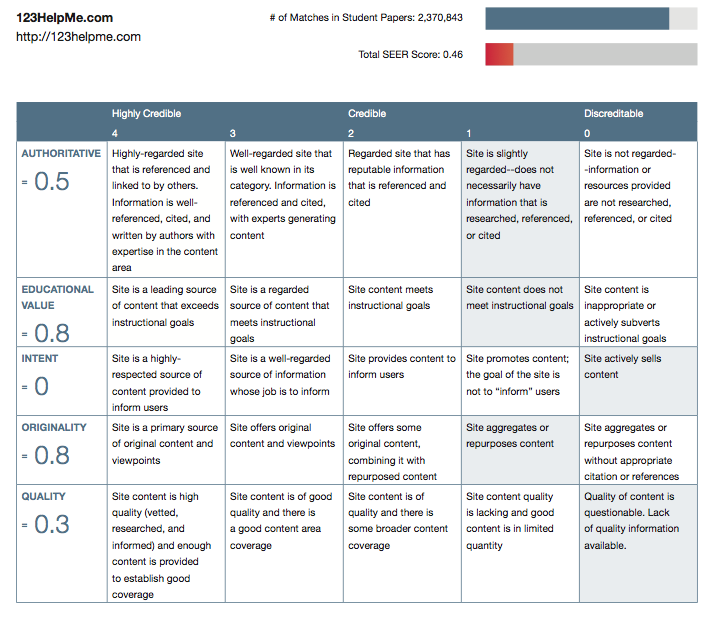 123HelpMe.com
http://123helpme.com
# of Matches in Student Papers: 2,370,843
Total SEER Score: 0.46
Highly Credible
Credible
Discreditable
4
3
2
1
0
AUTHORITATIVE
= 0.5
Highly-regarded site
that is referenced and
linked to by others.
Information is well-
referenced, cited, and
written by authors with
expertise in the content
area
Well-regarded site that
is well known in its
category. Information is
referenced and cited,
with experts generating
content
Regarded site that has
reputable information
that is referenced and
cited
Site is slightly
regarded--does not
necessarily have
information that is
researched, referenced,
or cited
Site is not regarded-
-information or
resources provided
are not researched,
referenced, or cited
EDUCATIONAL
VALUE
= 0.8
Site is a leading source
of content that exceeds
instructional goals
Site is a regarded
source of content that
meets instructional
goals
Site content meets
instructional goals
Site content does not
meet instructional goals
Site content is
inappropriate or
actively subverts
instructional goals
INTENT
= 0
Site is a highly-
respected source of
content provided to
inform users
Site is a well-regarded
source of information
whose job is to inform
Site provides content to
inform users
Site promotes content;
the goal of the site is
not to “inform” users
Site actively sells
content
ORIGINALITY
= 0.8
Site is a primary source
of original content and
viewpoints
Site offers original
content and viewpoints
Site offers some
original content,
combining it with
repurposed content
Site aggregates or
repurposes content
Site aggregates or
repurposes content
without appropriate
citation or references
QUALITY
= 0.3
Site content is high
quality (vetted,
researched, and
informed) and enough
content is provided
to establish good
coverage
Site content is of good
quality and there is
a good content area
coverage
Site content is of
quality and there is
some broader content
coverage
Site content quality
is lacking and good
content is in limited
quantity
Quality of content is
questionable. Lack
of quality information
available.